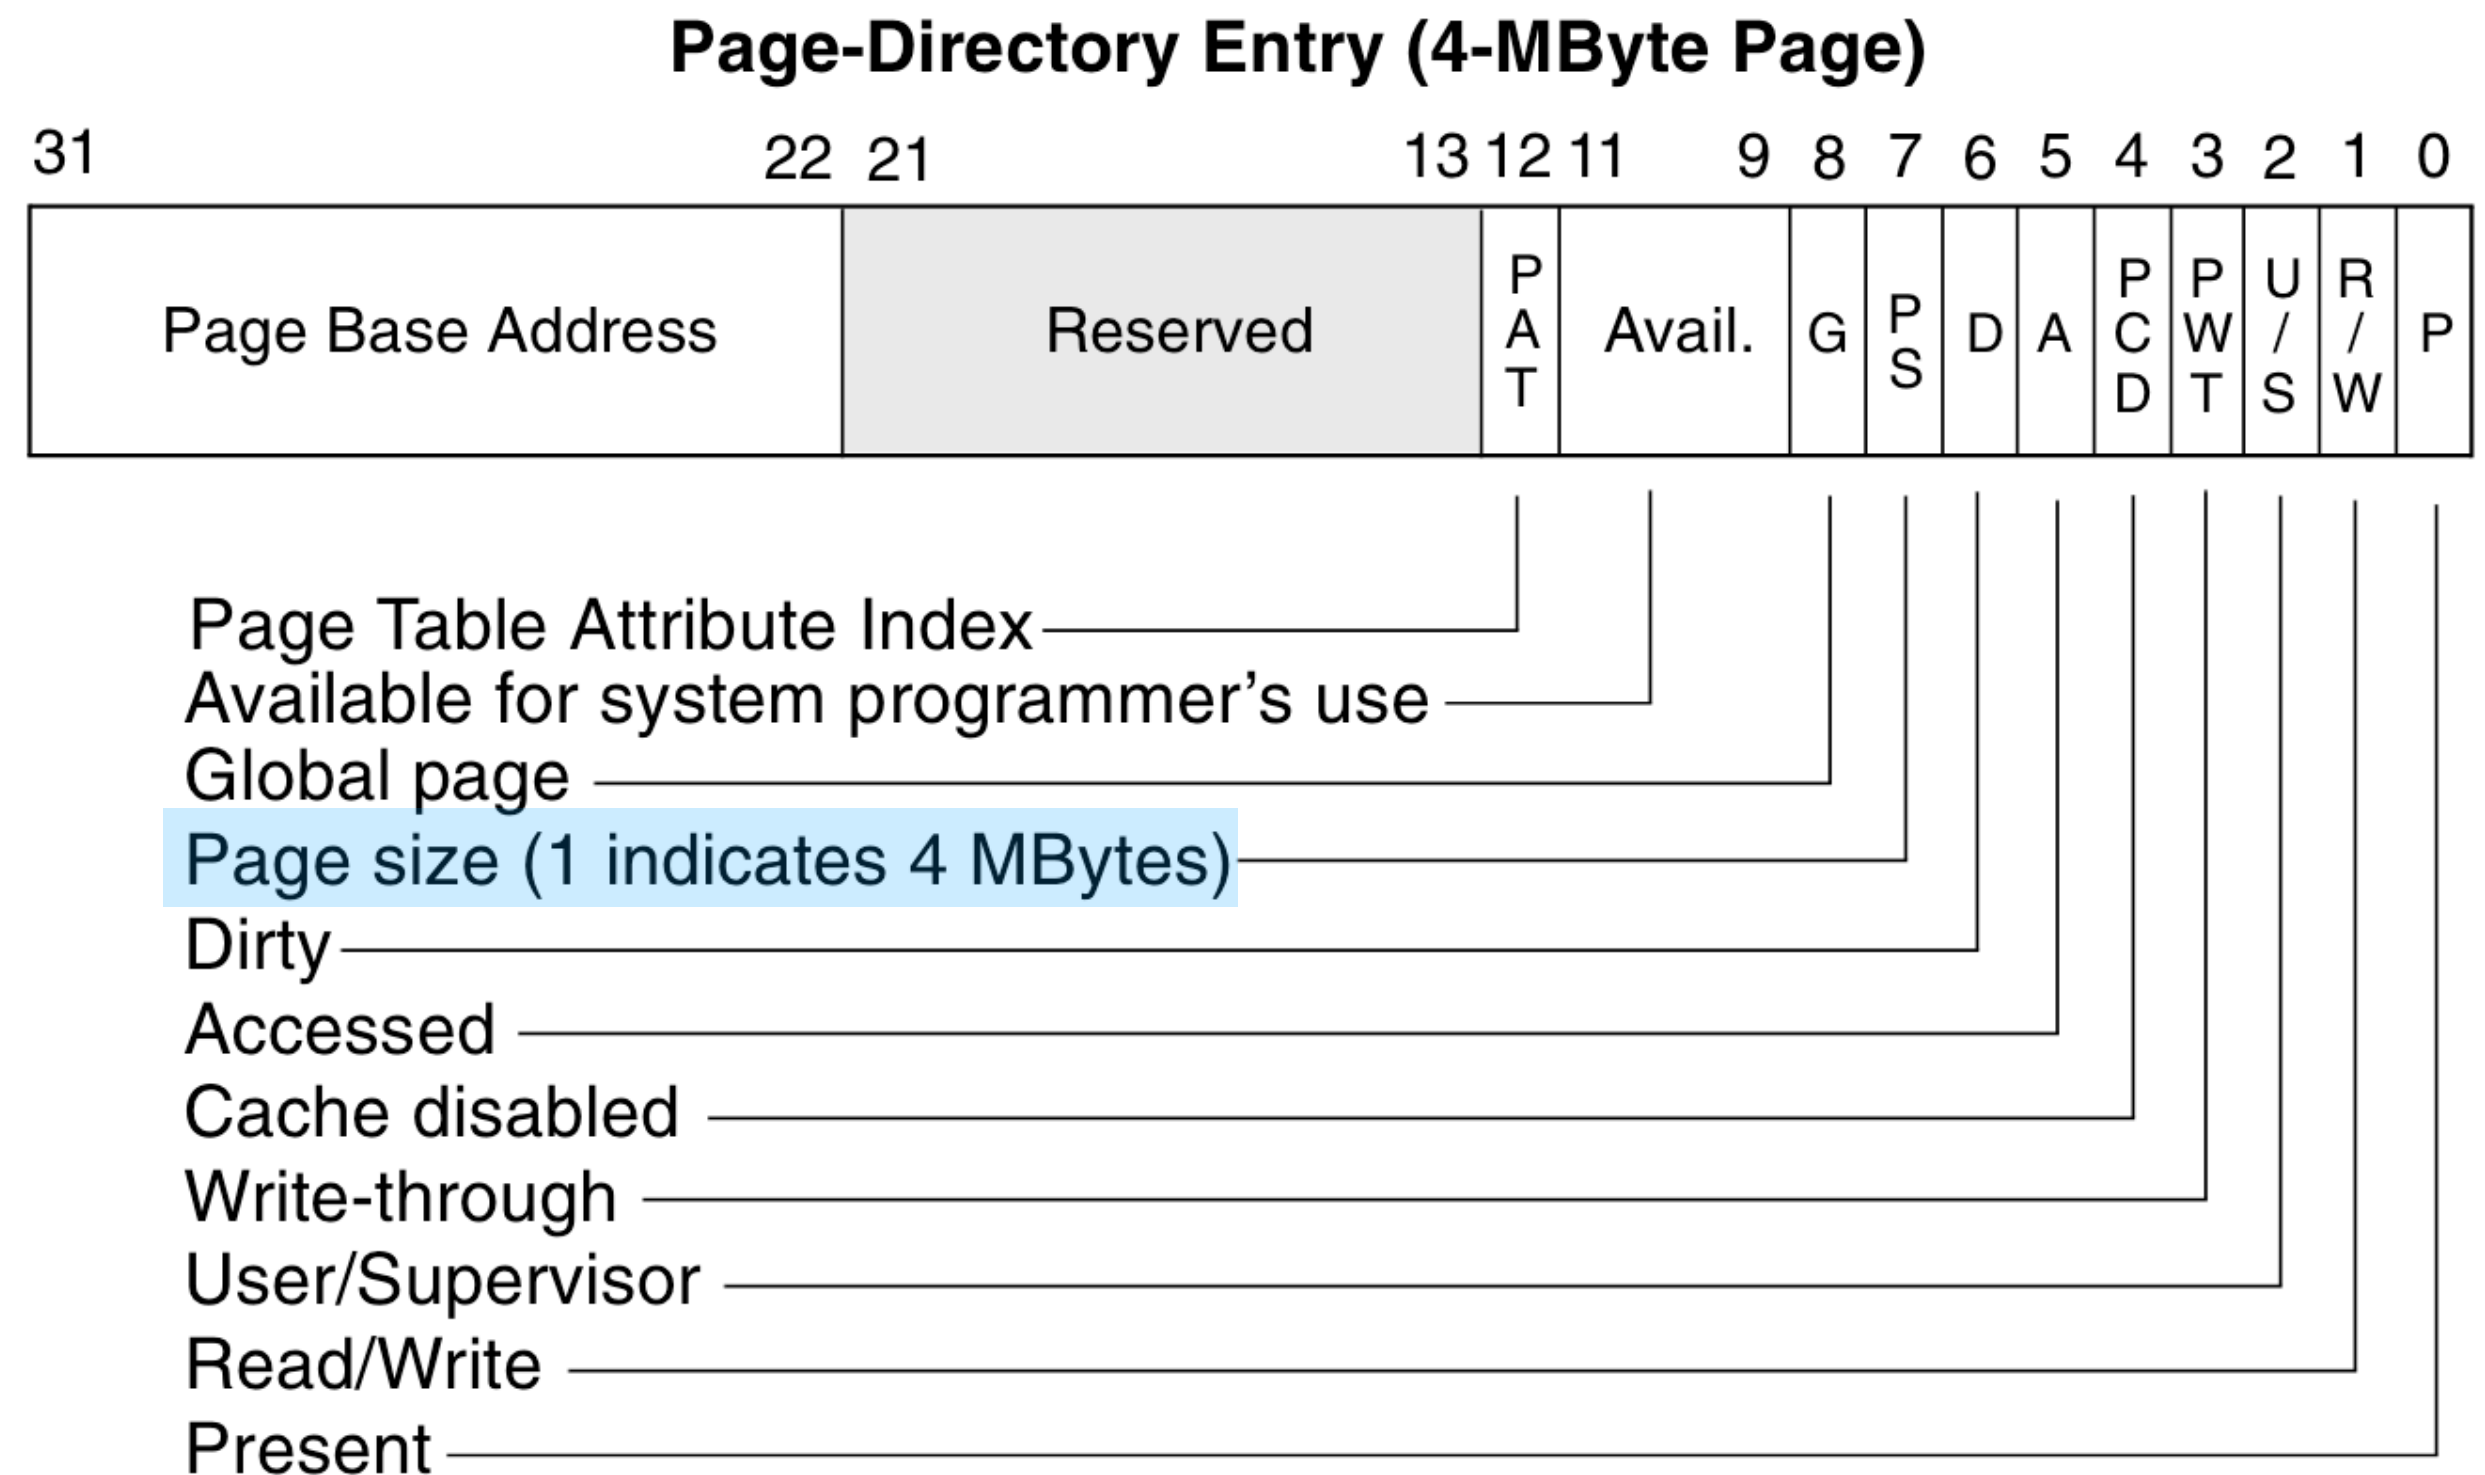 Page-Directory Entry (4-MByte Page)
31 22 21 13 12 11 9 8 7 6 5 4 3 2 1 0
Page Base Address Reserved PAT Avail. G PS D A PCD PWT U/S R/W P
Page Table Attribute Index
Available for system programmer’s use
Global page
Page size (1 indicates 4 MBytes)
Dirty
Accessed
Cache disabled
Write-through
User/Supervisor
Read/Write
Present